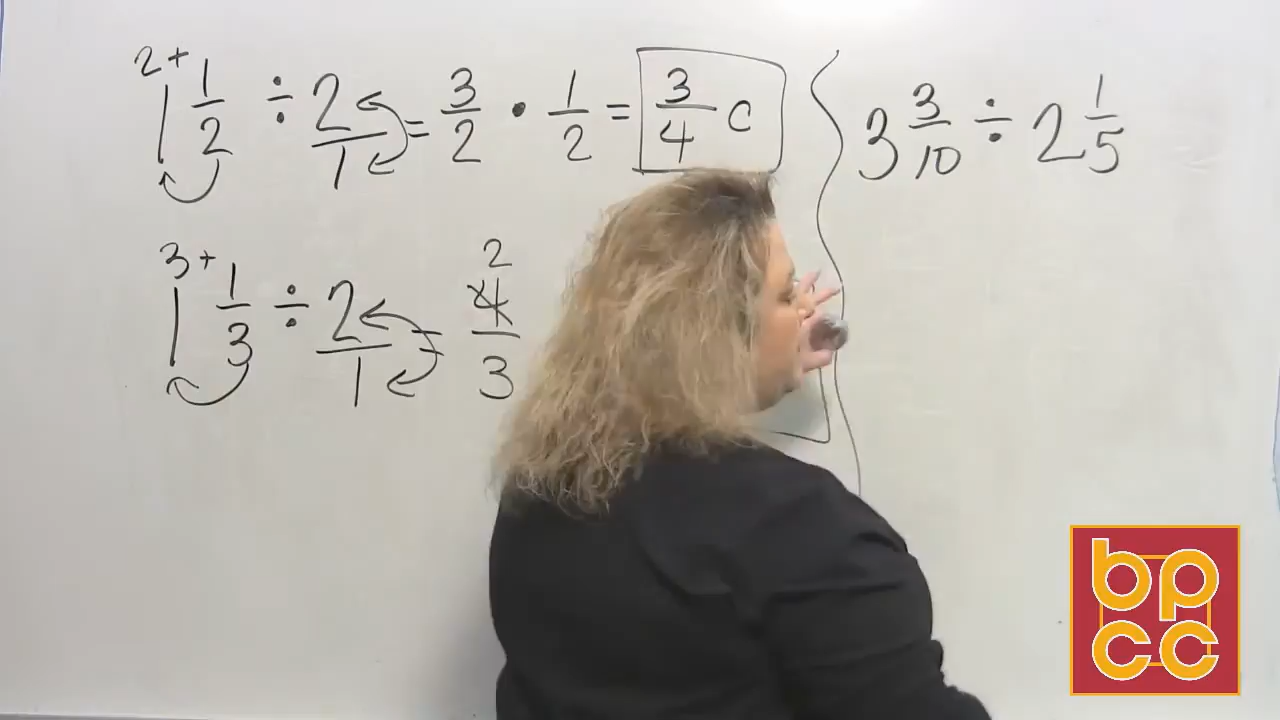 2+
1 1/2 ÷ 2/1 = 3/2 • 1/2 = 3/4 c
3+
1 1/3 ÷ 2/1 = 4/3
2
3 3/10 ÷ 2 1/5
bp
cc